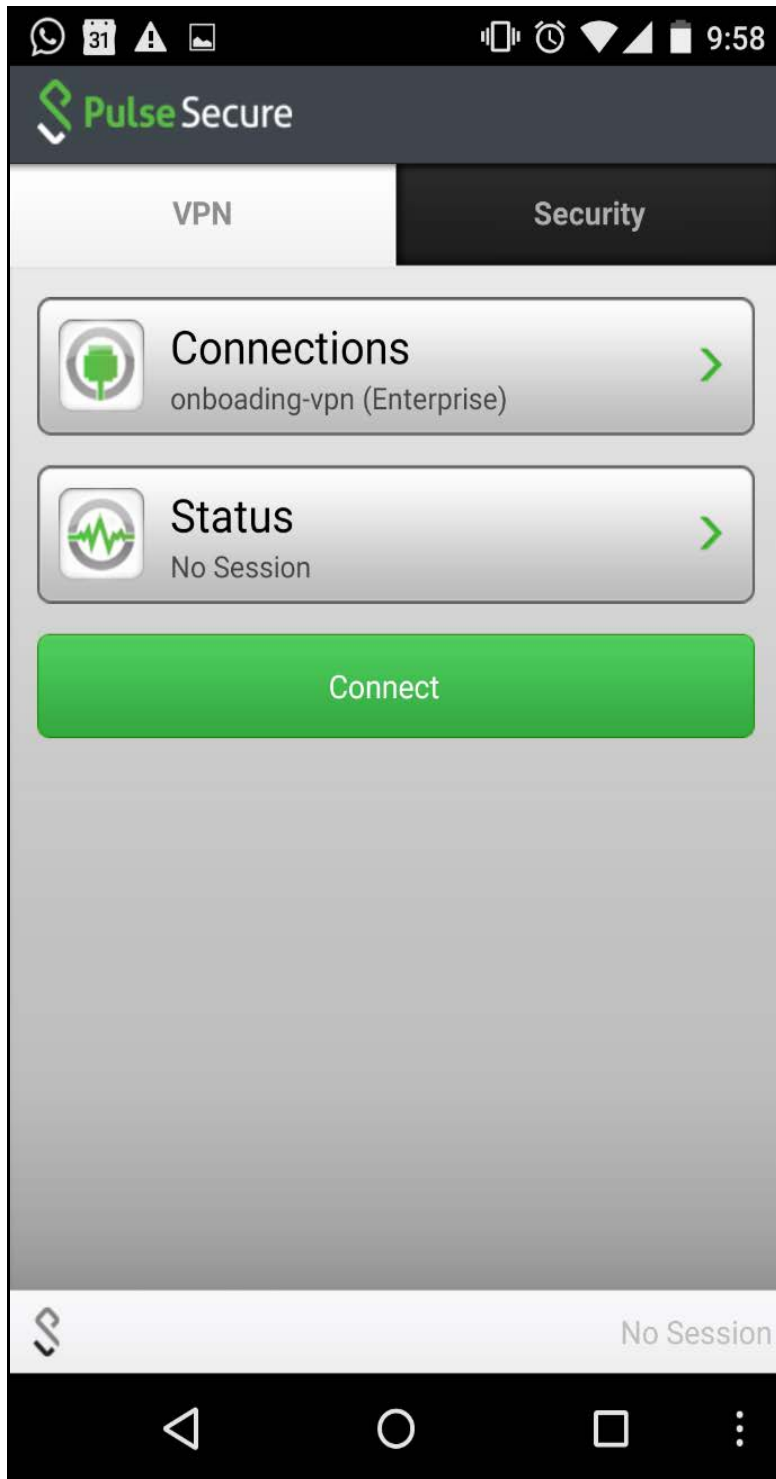 31
9:58
Pulse Secure
VPN
Security
Connections
onboading-vpn (Enterprise)
Status
No Session
Connect
No Session